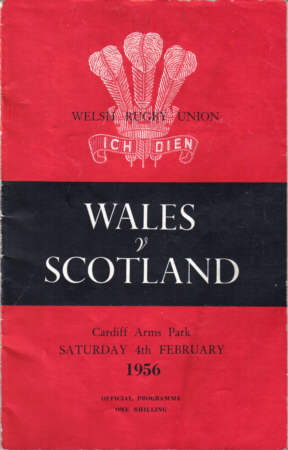 WELSH RUGBY UNION
ICH DIEN
WALES
v
SCOTLAND
Cardiff Arms Park
SATURDAY 4th FEBRUARY
1956
OFFICIAL PROGRAMME
ONE SHILLING